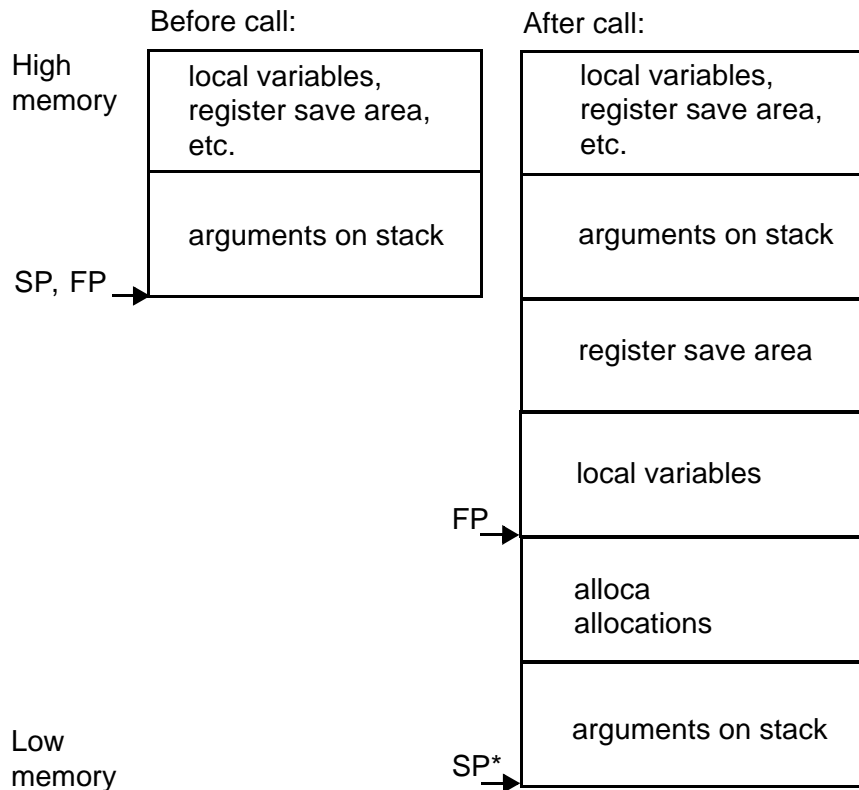 Before call:
After call:
High
memory
local variables,
register save area,
etc.
local variables,
register save area,
etc.
arguments on stack
arguments on stack
SP, FP
register save area
local variables
FP
alloca
allocations
arguments on stack
Low
memory
SP*